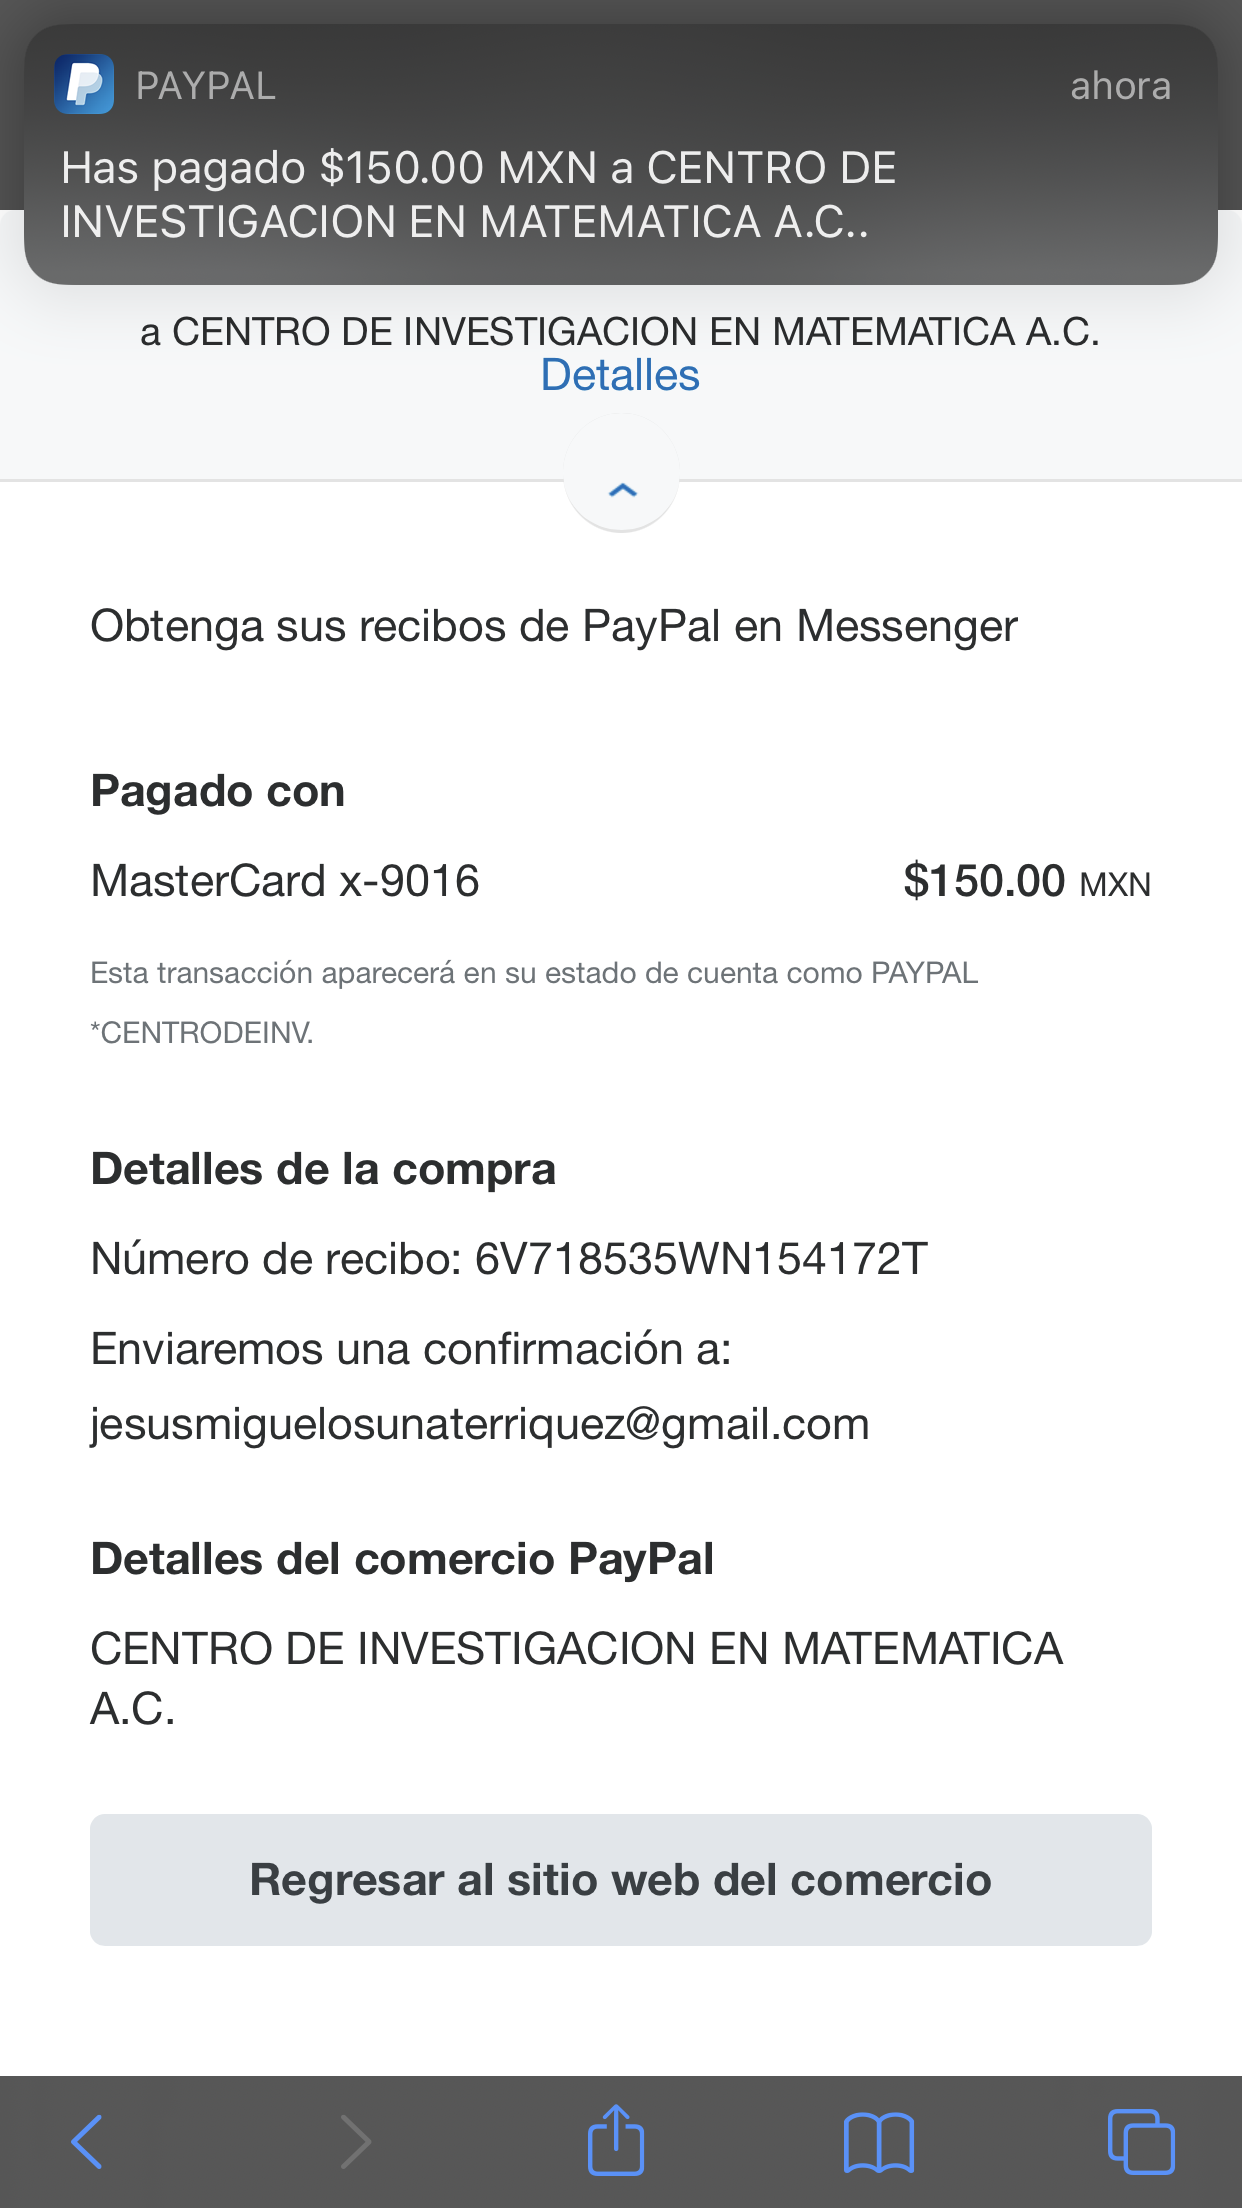 PAYPAL
ahora
Has pagado $150.00 MXN a CENTRO DE
INVESTIGACION EN MATEMATICA A.C..
a CENTRO DE INVESTIGACION EN MATEMATICA A.C.
Detalles
Obtenga sus recibos de PayPal en Messenger
Pagado con
MasterCard x-9016 $150.00 MXN
Esta transacción aparecerá en su estado de cuenta como PAYPAL
*CENTRODEINV.
Detalles de la compra
Número de recibo: 6V718535WN154172T
Enviaremos una confirmación a:
jesusmiguelosunaterriquez@gmail.com
Detalles del comercio PayPal
CENTRO DE INVESTIGACION EN MATEMATICA
A.C.
Regresar al sitio web del comercio